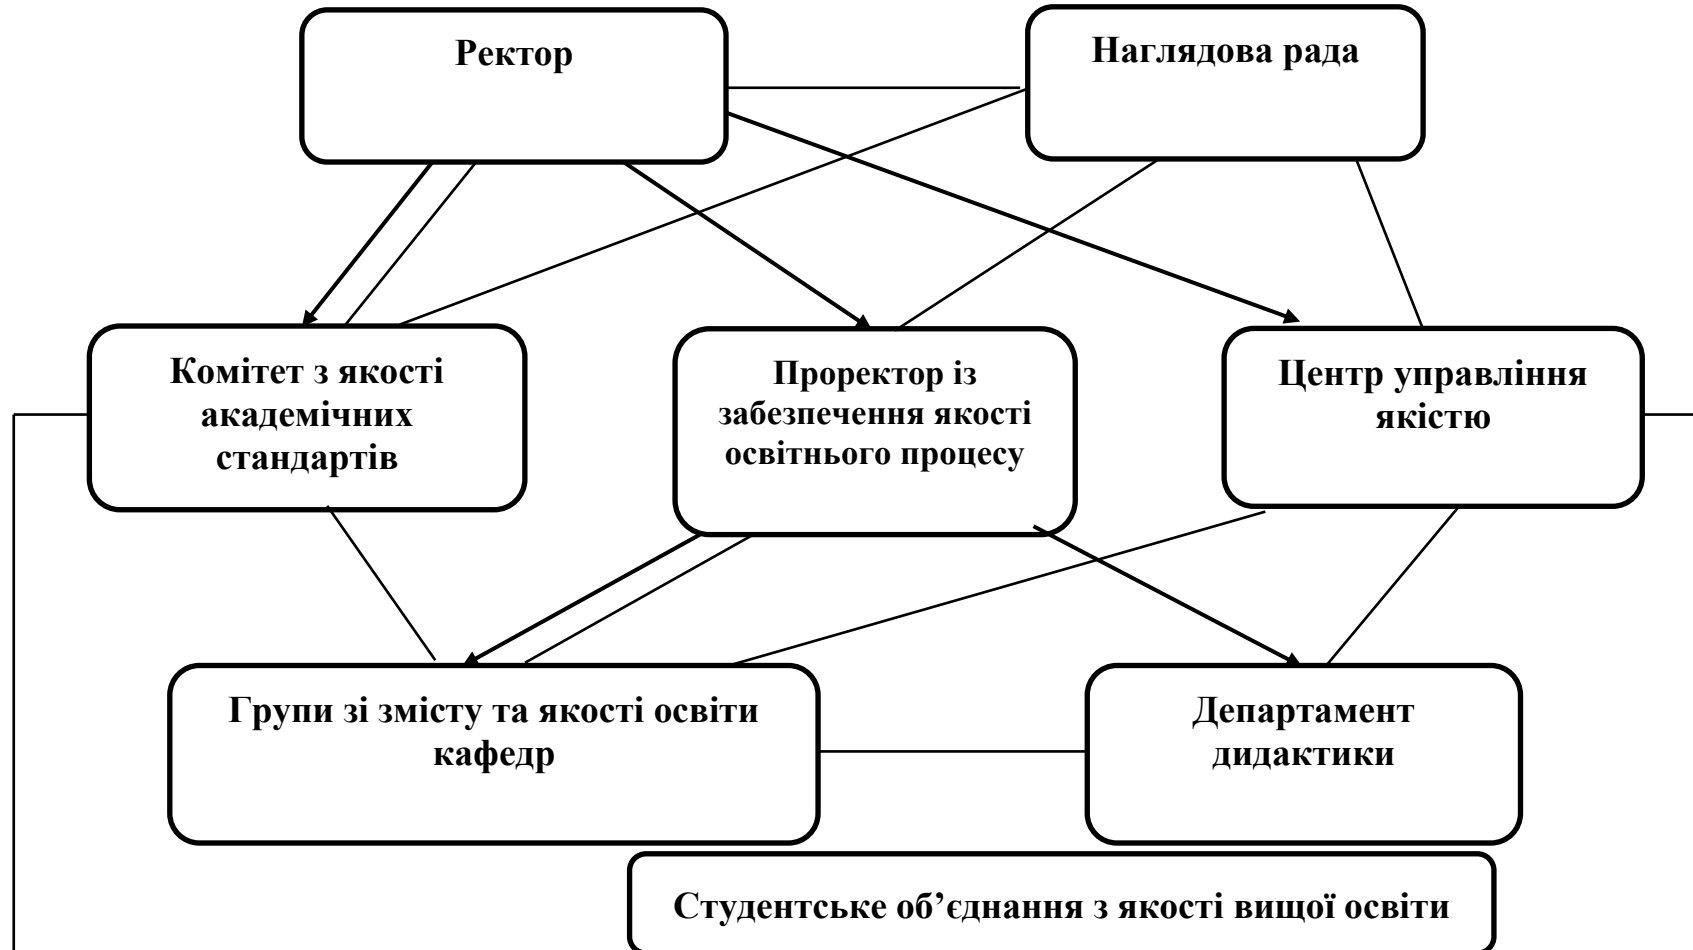 Ректор
Наглядова рада
Комітет з якості
академічних
стандартів
Проректор із
забезпечення якості
освітнього процесу
Центр управління
якістю
Групи зі змісту та якості освіти
кафедр
Департамент
дидактики
Студентське об’єднання з якості вищої освіти